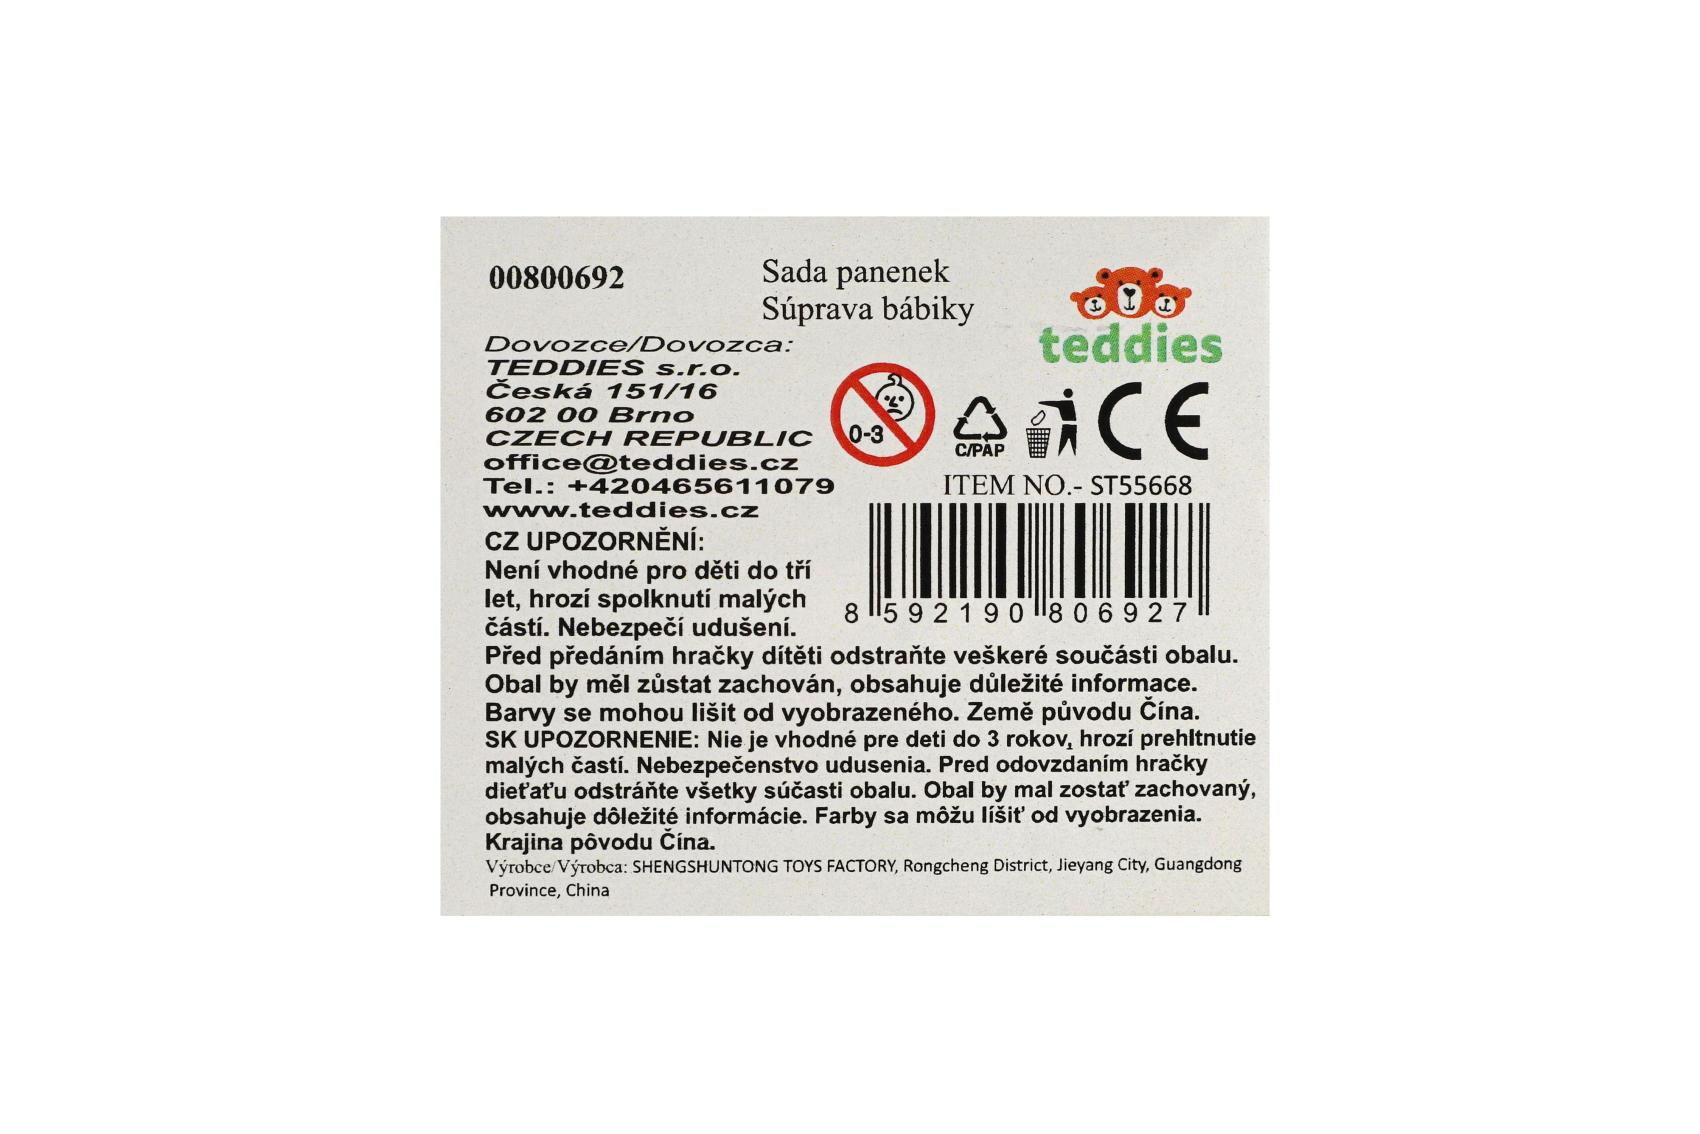 00800692
Sada panenek
Súprava bábiky
teddies
Dovozce/Dovozca:
TEDDIES s.r.o.
Česká 151/16
602 00 Brno
CZECH REPUBLIC
office@teddies.cz
Tel.: +420465611079
www.teddies.cz
0-3
C/PAP
CE
ITEM NO.- ST55668
8 592190 806927
CZ UPOZORNĚNÍ:
Není vhodné pro děti do tří
let, hrozí spolknutí malých
částí. Nebezpečí udušení.
Před předáním hračky dítěti odstraňte veškeré součásti obalu.
Obal by měl zůstat zachován, obsahuje důležité informace.
Barvy se mohou lišit od vyobrazeného. Země původu Čína.
SK UPOZORNENIE: Nie je vhodné pre deti do 3 rokov, hrozí prehltnutie
malých častí. Nebezpečenstvo udusenia. Pred odovzdaním hračky
dieťaťu odstráňte všetky súčasti obalu. Obal by mal zostať zachovaný,
obsahuje dôležité informácie. Farby sa môžu líšiť od vyobrazenia.
Krajina pôvodu Čína.
Výrobce/Výrobca: SHENGSHUNTONG TOYS FACTORY, Rongcheng District, Jieyang City, Guangdong
Province, China